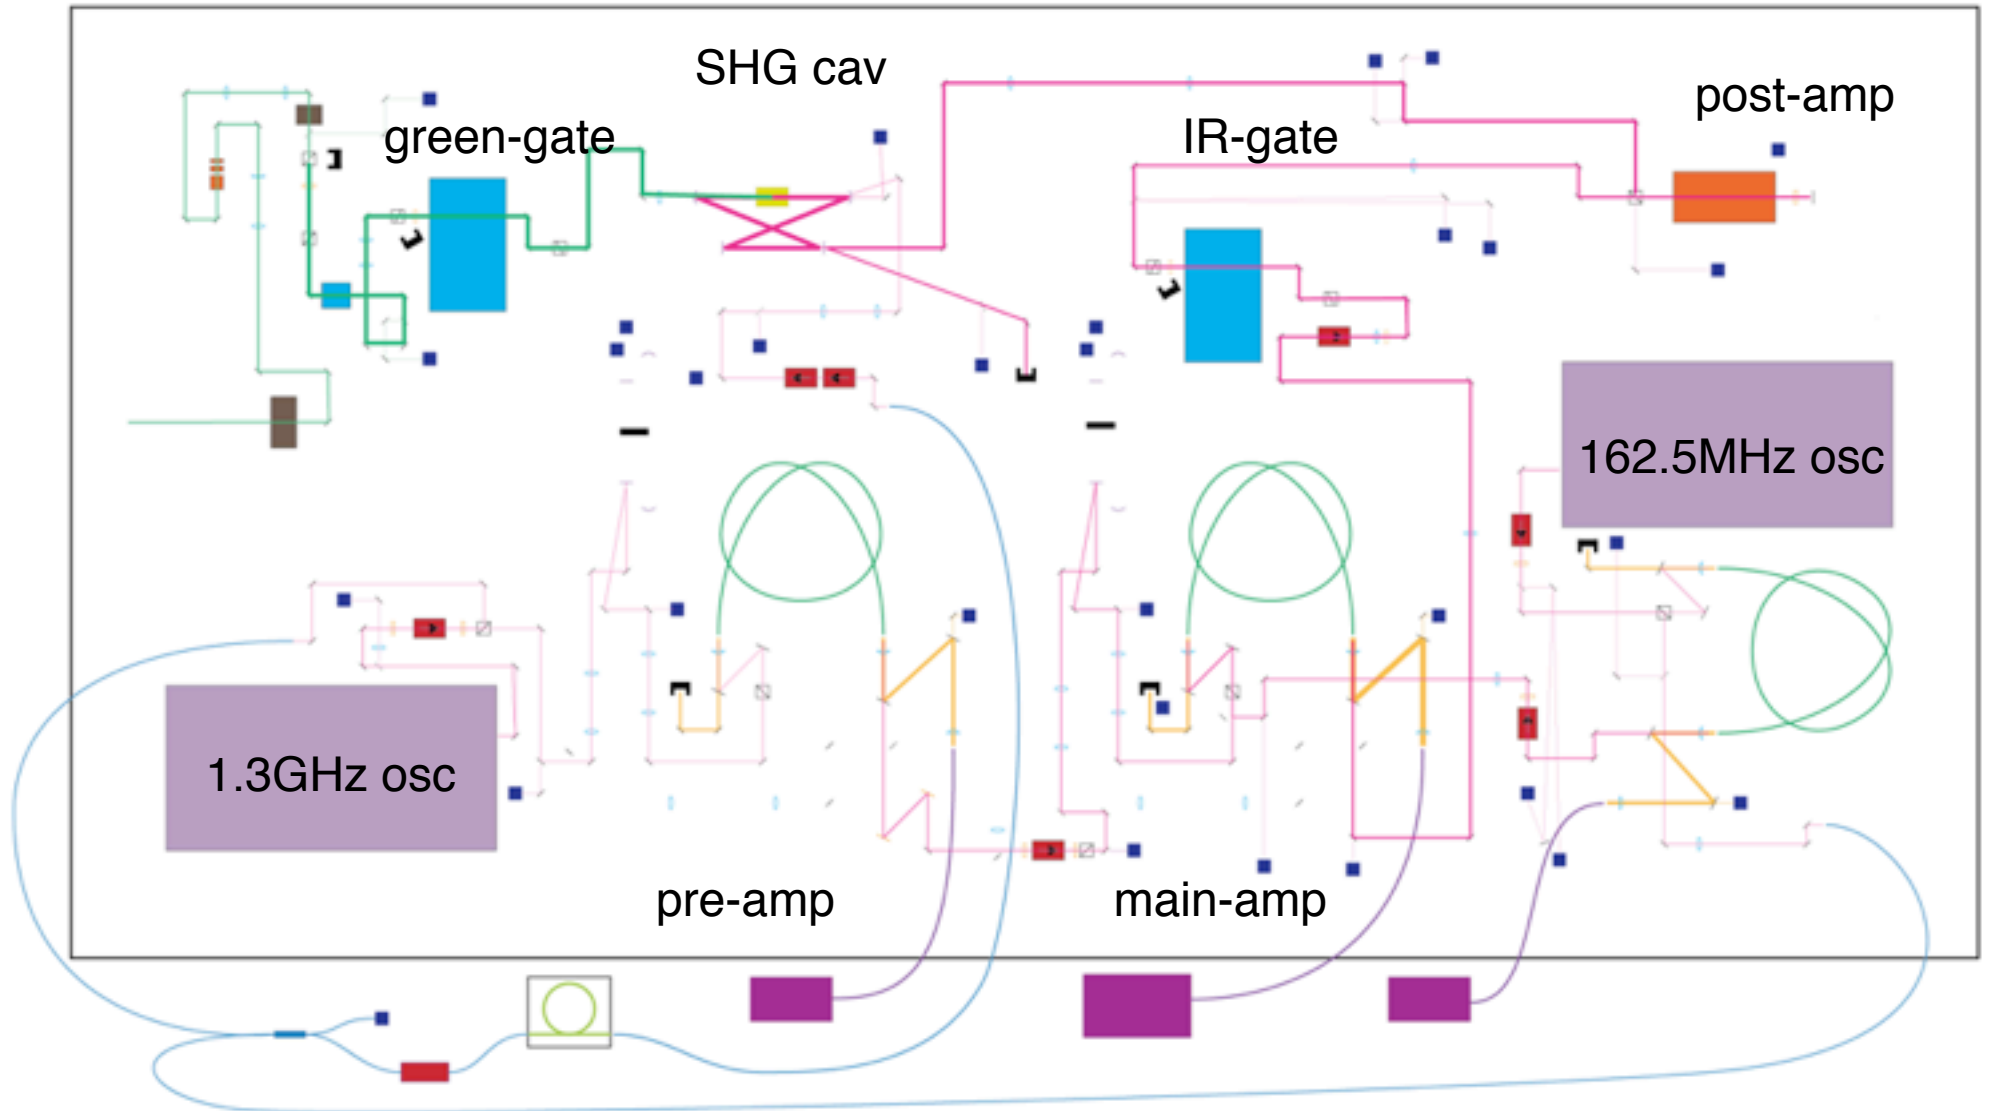 SHG cav
post-amp
green-gate
IR-gate
162.5MHz osc
1.3GHz osc
pre-amp
main-amp